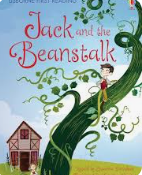 USBORNE FIRST READING
Jack and the
Beanstalk